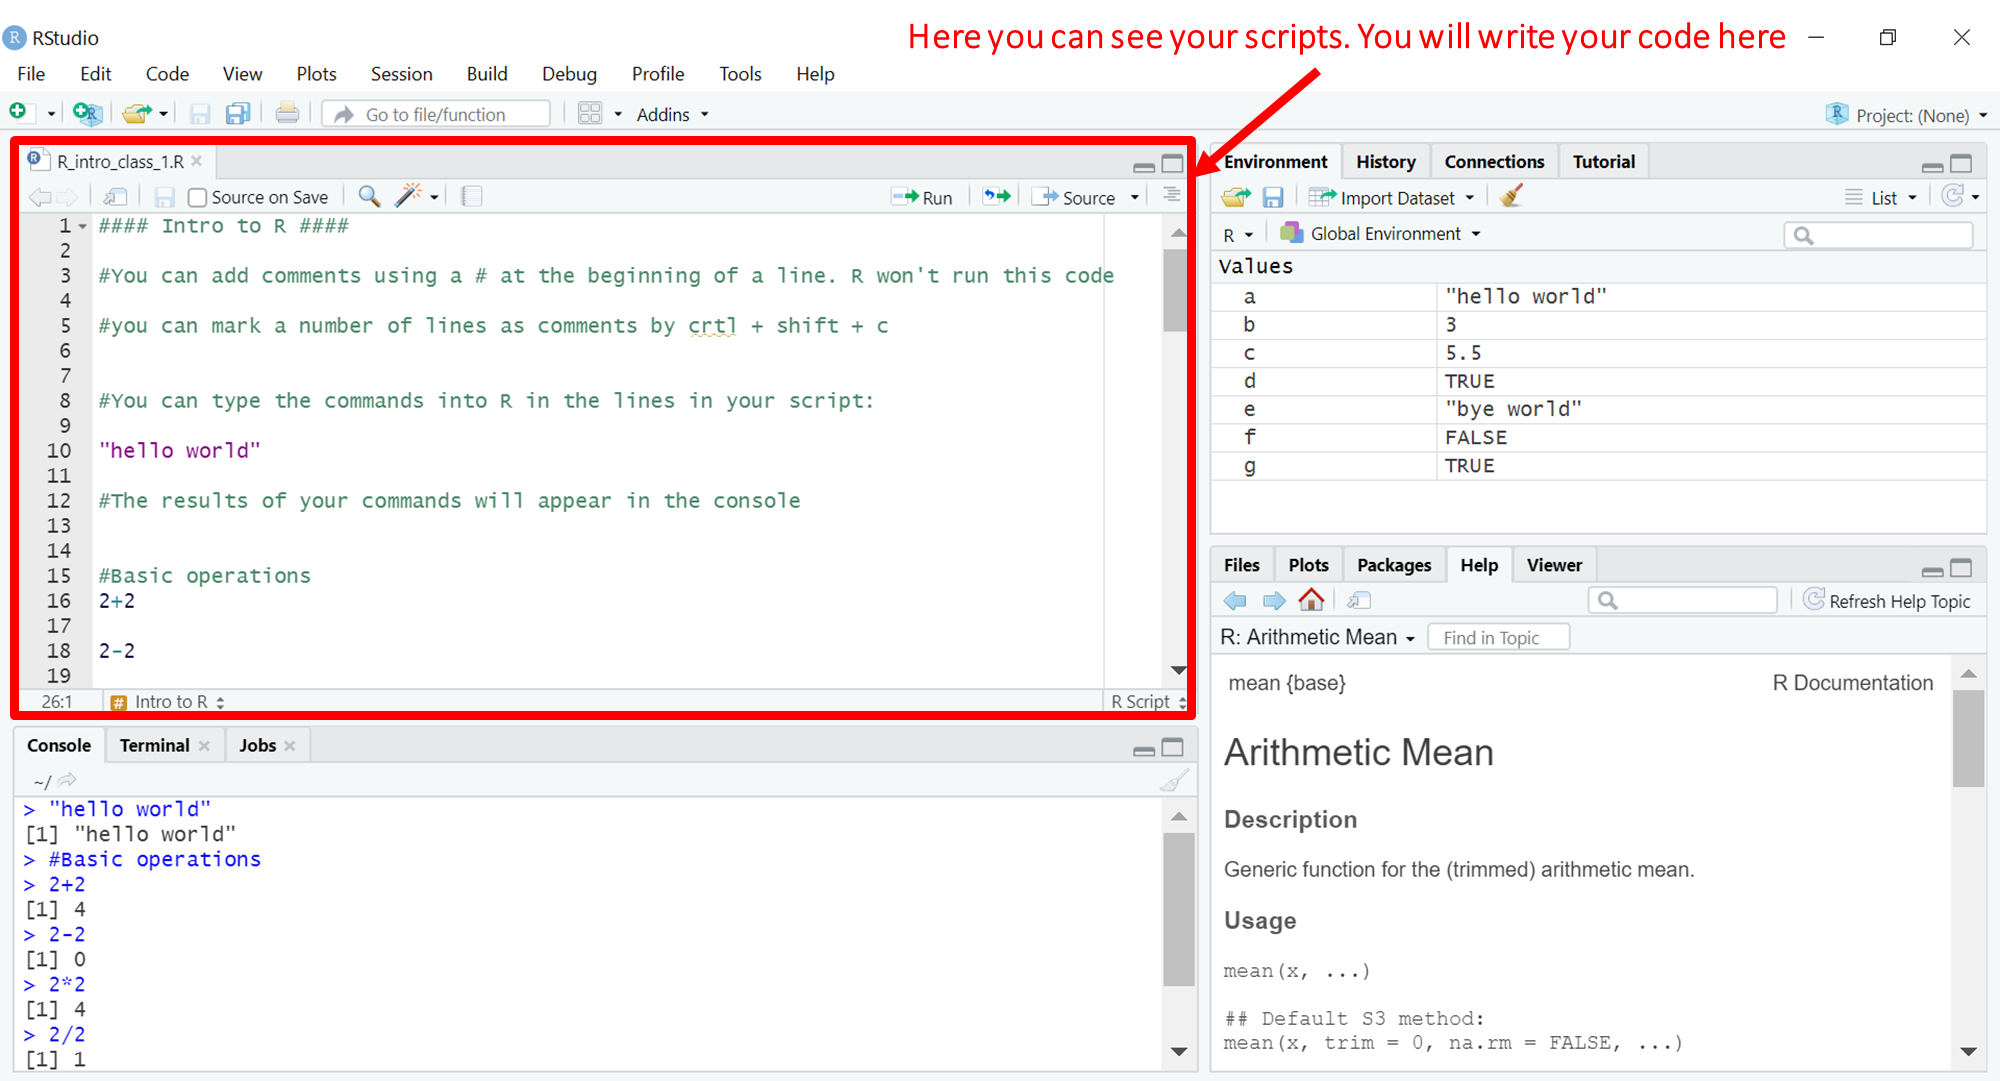 Here you can see your scripts. You will write your code here
RStudio
File Edit Code View Plots Session Build Debug Profile Tools Help
Go to file/function Addins Project: (None)
R_intro_class_1.R
Source on Save Run Source
1 #### Intro to R ####
2
3 #You can add comments using a # at the beginning of a line. R won't run this code
4
5 #you can mark a number of lines as comments by crtl + shift + c
6
7
8 #You can type the commands into R in the lines in your script:
9
10 "hello world"
11
12 #The results of your commands will appear in the console
13
14
15 #Basic operations
16 2+2
17
18 2-2
19
26:1 # Intro to R R Script
Console Terminal Jobs
~/
> "hello world"
[1] "hello world"
> #Basic operations
> 2+2
[1] 4
> 2-2
[1] 0
> 2*2
[1] 4
> 2/2
[1] 1
Environment History Connections Tutorial
Import Dataset List
R Global Environment
Values
a "hello world"
b 3
c 5.5
d TRUE
e "bye world"
f FALSE
g TRUE
Files Plots Packages Help Viewer
Refresh Help Topic
R: Arithmetic Mean Find in Topic
mean {base} R Documentation
Arithmetic Mean
Description
Generic function for the (trimmed) arithmetic mean.
Usage
mean(x, ...)
## Default S3 method:
mean(x, trim = 0, na.rm = FALSE, ...)